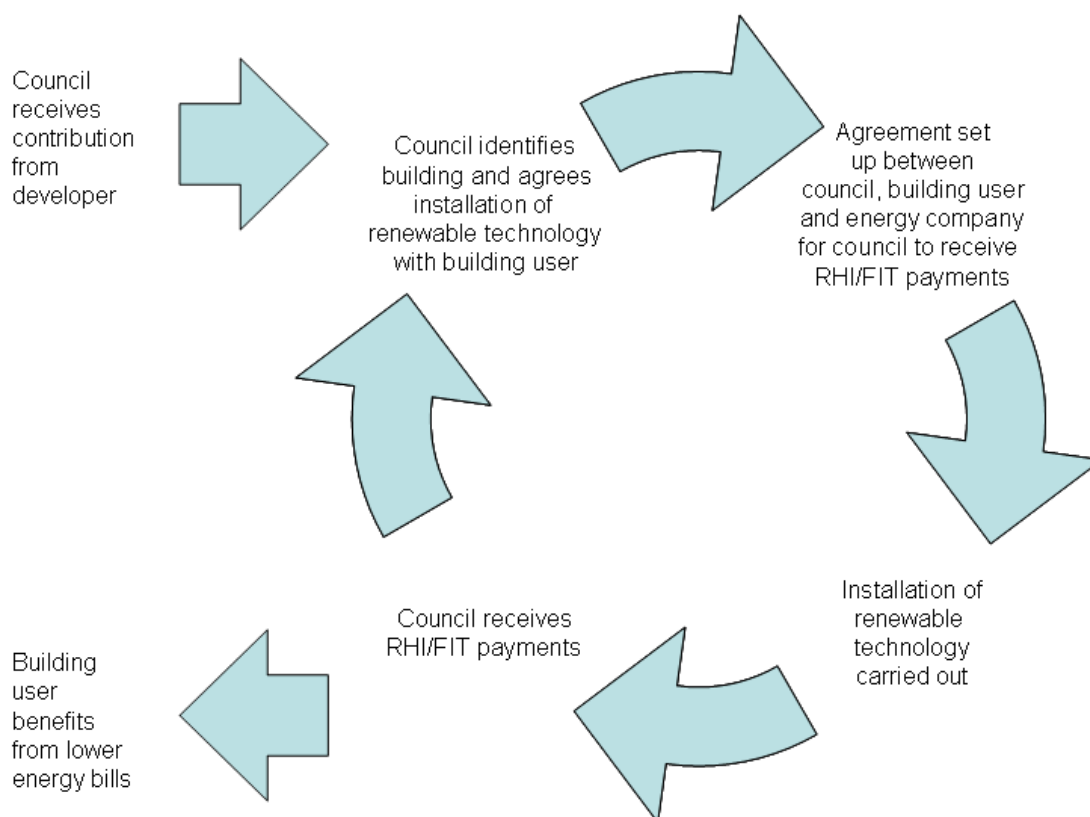 Council
receives
contribution
from
developer
Council identifies
building and agrees
installation of
renewable technology
with building user
Agreement set
up between
council, building user
and energy company
for council to receive
RHI/FIT payments
Installation of
renewable
technology
carried out
Council receives
RHI/FIT payments
Building
user
benefits
from lower
energy bills